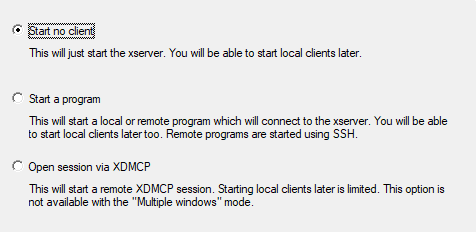 Start no client
This will just start the xserver. You will be able to start local clients later.
Start a program
This will start a local or remote program which will connect to the xserver. You will be able
to start local clients later too. Remote programs are started using SSH.
Open session via XDMCP
This will start a remote XDMCP session. Starting local clients later is limited. This option is
not available with the "Multiple windows" mode.